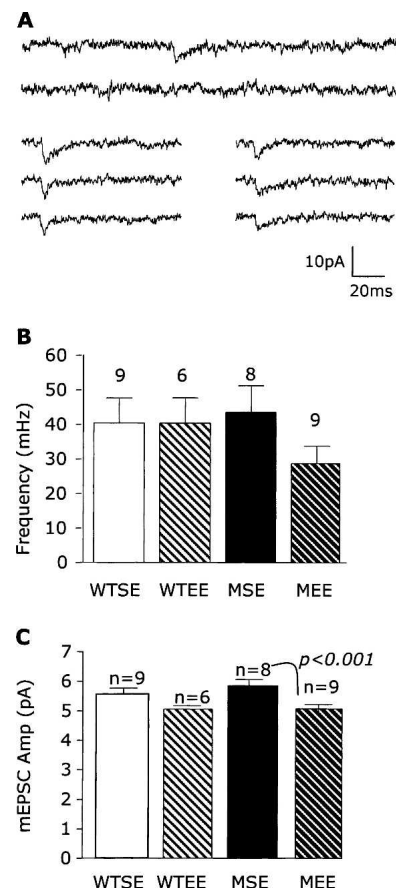 A
10pA
20ms
B
Frequency (mHz)
60
50
40
30
20
10
0
9
6
8
9
WTSE WTEE MSE MEE
C
mEPSC Amp (pA)
7
6
5
4
3
2
1
0
n=9
n=6
n=8
p<0.001
n=9
WTSE WTEE MSE MEE